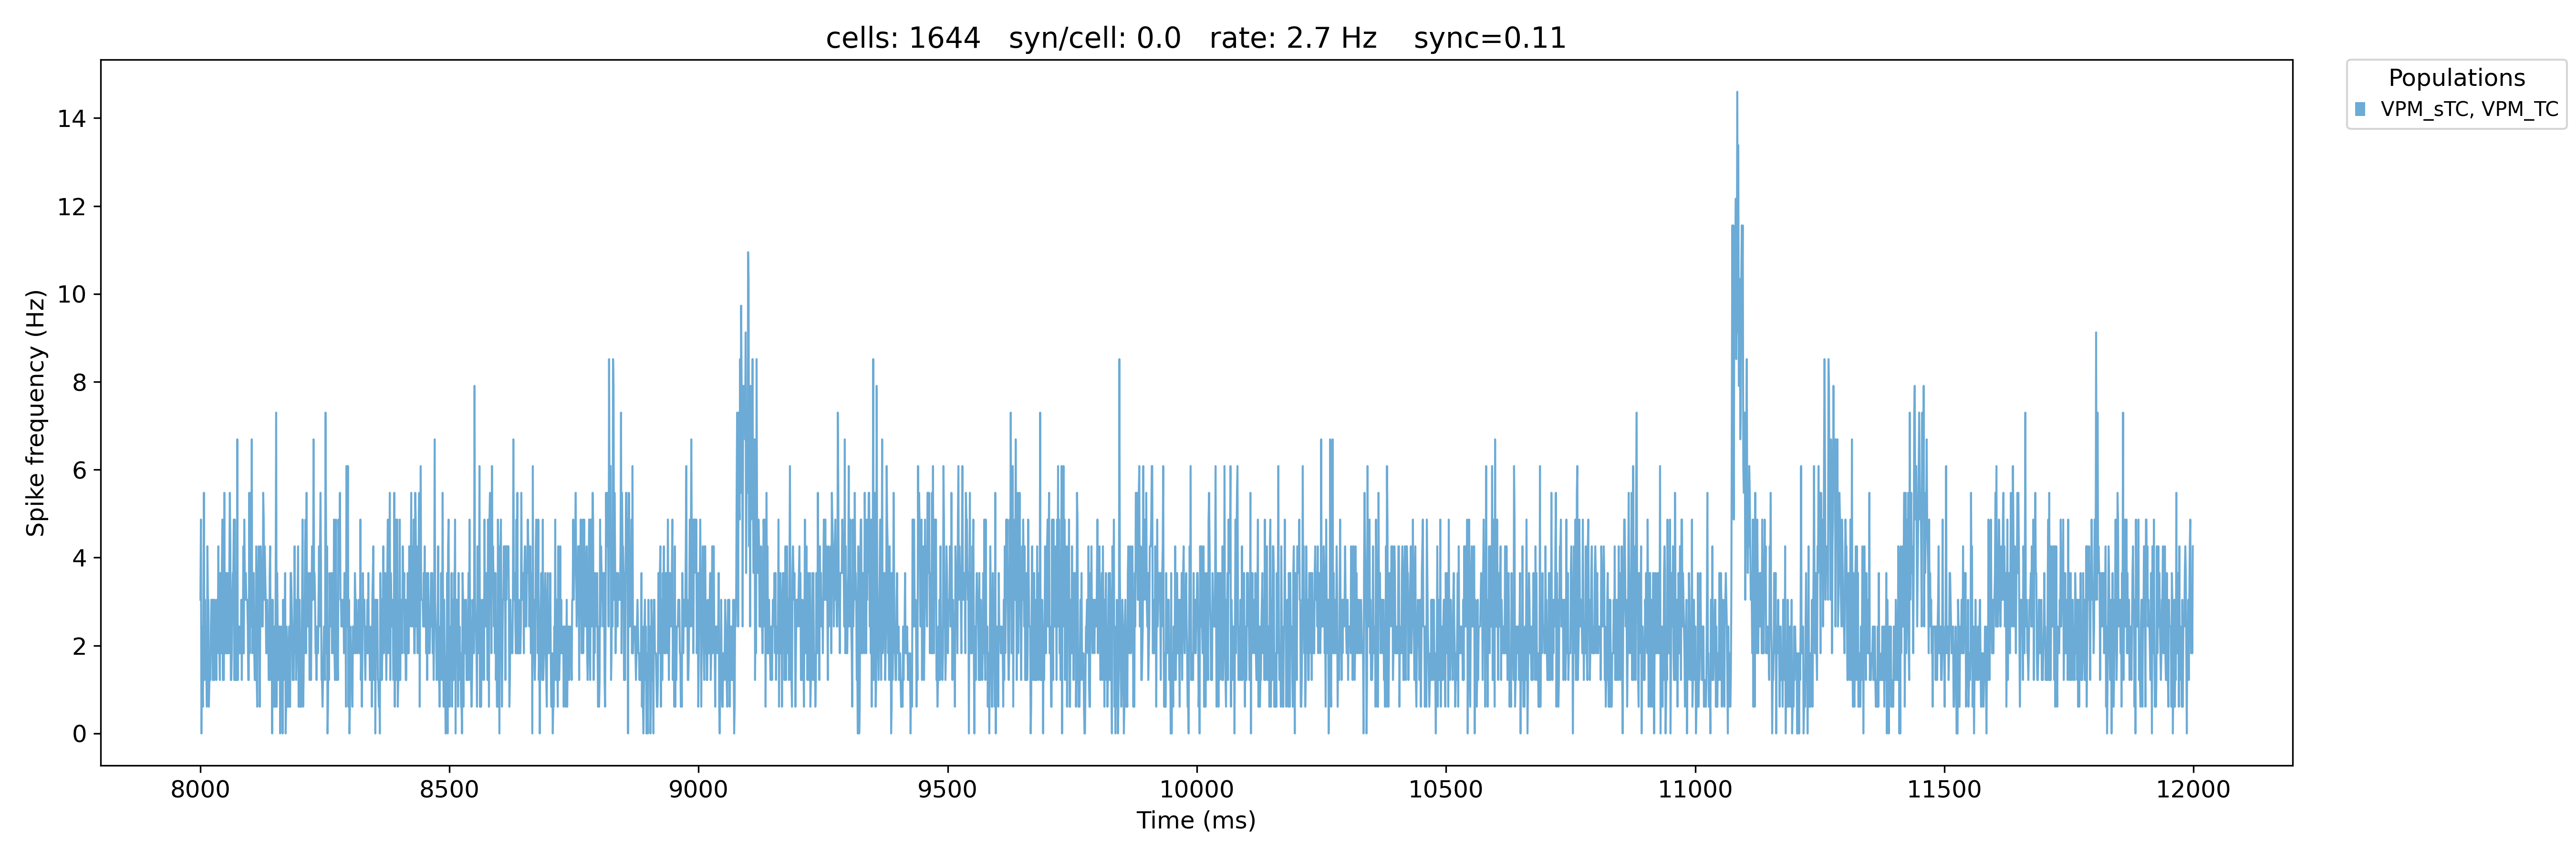 cells: 1644   syn/cell: 0.0   rate: 2.7 Hz    sync=0.11
Populations
VPM_sTC, VPM_TC
Spike frequency (Hz)
14
12
10
8
6
4
2
0
8000 8500 9000 9500 10000 10500 11000 11500 12000
Time (ms)